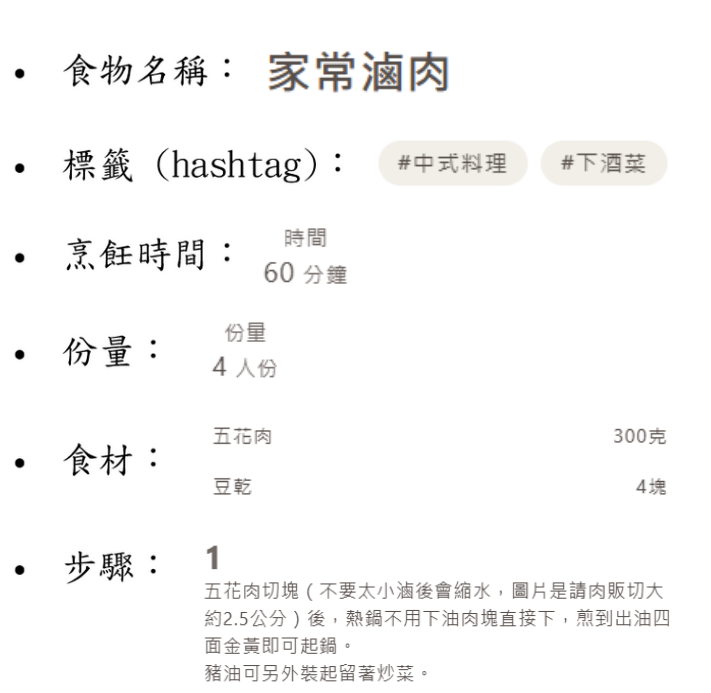 • 食物名稱： 家常滷肉
• 標籤 (hashtag)： #中式料理 #下酒菜
• 烹飪時間： 時間
60 分鐘
• 份量： 份量
4 人份
• 食材： 五花肉 300克
豆乾 4塊
• 步驟： 1
五花肉切塊（不要太小滷後會縮水，圖片是請肉販切大
約2.5公分）後，熱鍋不用下油肉塊直接下，煎到出油四
面金黃即可起鍋。
豬油可另外裝起留著炒菜。